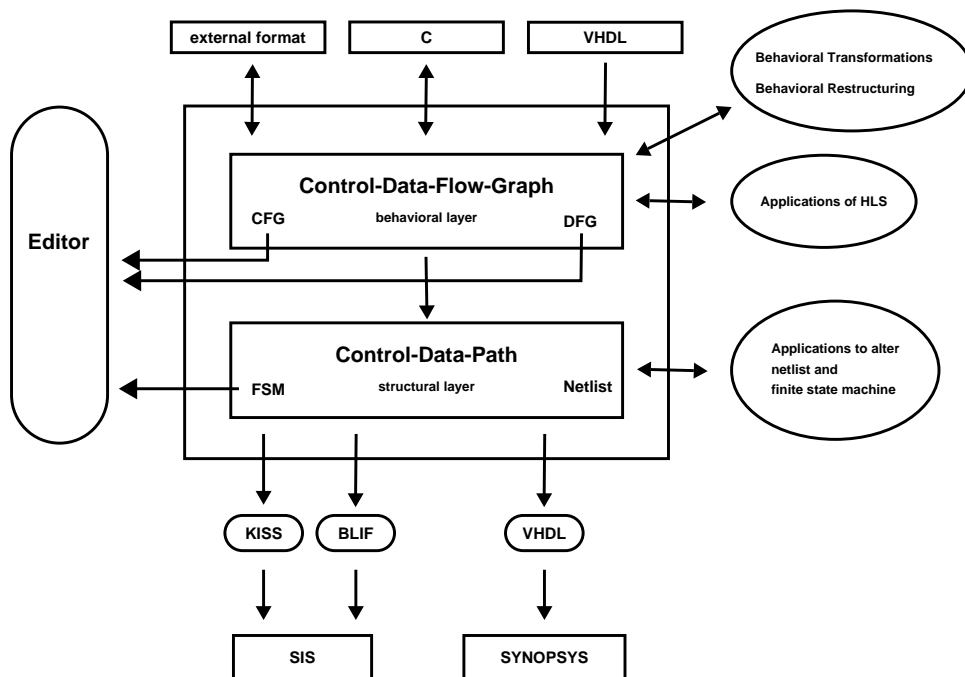 external format
C
VHDL
Behavioral Transformations
Behavioral Restructuring
Control-Data-Flow-Graph
CFG
behavioral layer
DFG
Applications of HLS
Editor
Control-Data-Path
FSM
structural layer
Netlist
Applications to alter
netlist and
finite state machine
KISS
BLIF
VHDL
SIS
SYNOPSYS